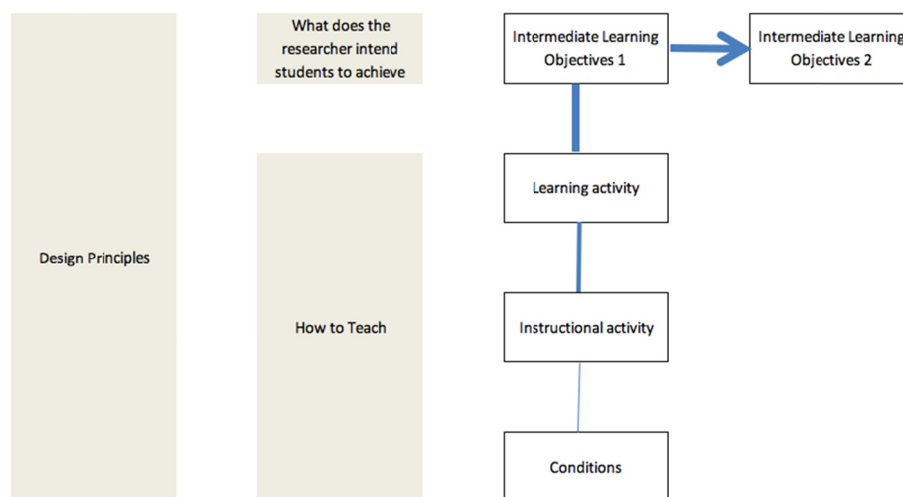 What does the
researcher intend
students to achieve
Intermediate Learning
Objectives 1
Intermediate Learning
Objectives 2
Learning activity
Design Principles
How to Teach
Instructional activity
Conditions